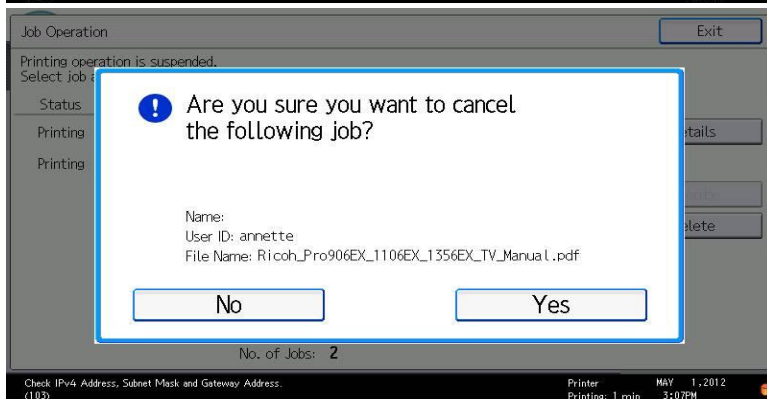 Job Operation
Exit
Printing operation is suspended.
Select job
Status
Are you sure you want to cancel
the following job?
Printing
Printing
Name:
User ID: annette
File Name: Ricoh_Pro906EX_1106EX_1356EX_TV_Manual.pdf
No
Yes
No. of Jobs: 2
Check IPv4 Address, Subnet Mask and Gateway Address.
(103)
Printer
Printing: 1 min
MAY 1,2012
3:07PM